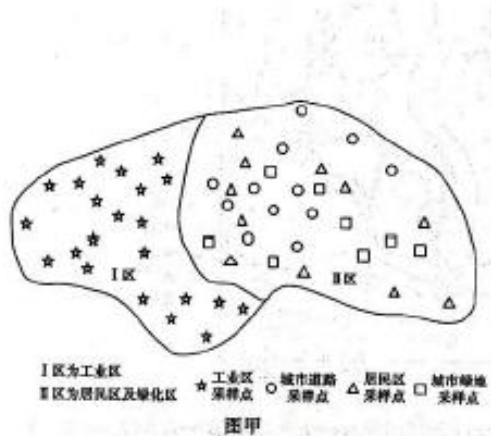 Ⅰ区
Ⅱ区
Ⅰ区为工业区
Ⅱ区为居民区及绿化区
工业区采样点
城市道路采样点
居民区采样点
城市绿地采样点
图甲